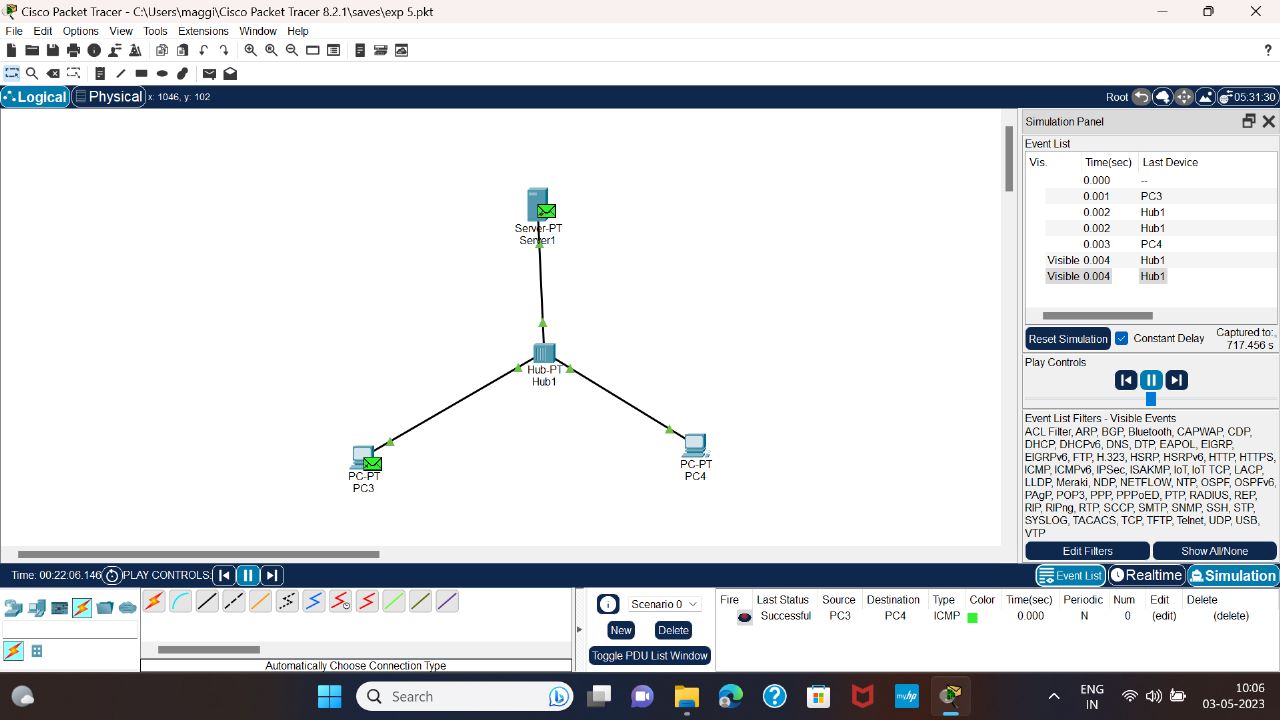 Cisco Packet Tracer - C:\Users\maggi\Cisco Packet Tracer 8.2.1\saves\exp 5.pkt
File Edit Options View Tools Extensions Window Help
?
Logical Physical x: 1046, y: 102 Root 05:31:30
Server-PT
Server1
Hub-PT
Hub1
PC-PT
PC3
PC-PT
PC4
Simulation Panel
Event List
Vis. Time(sec) Last Device
0.000 --
0.001 PC3
0.002 Hub1
0.002 Hub1
0.003 PC4
Visible 0.004 Hub1
Visible 0.004 Hub1
Reset Simulation Constant Delay Captured to:
717.456 s
Play Controls
Event List Filters - Visible Events
ACL Filter, ARP, BGP, Bluetooth, CAPWAP, CDP,
DHCP, DHCPv6, DNS, DTP, EAPOL, EIGRP,
EIGRPv6, FTP, H.323, HSRP, HSRPv6, HTTP, HTTPS,
ICMP, ICMPv6, IPSec, ISAKMP, IoT, IoT TCP, LACP,
LLDP, Meraki, NDP, NETFLOW, NTP, OSPF, OSPFv6,
PAgP, POP3, PPP, PPPoED, PTP, RADIUS, REP,
RIP, RIPng, RTP, SCCP, SMTP, SNMP, SSH, STP,
SYSLOG, TACACS, TCP, TFTP, Telnet, UDP, USB,
VTP
Edit Filters Show All/None
Time: 00:22:06.146 PLAY CONTROLS: Event List Realtime Simulation
Automatically Choose Connection Type
Scenario 0
New Delete
Toggle PDU List Window
Fire Last Status Source Destination Type Color Time(sec) Periodic Num Edit Delete
Successful PC3 PC4 ICMP 0.000 N 0 (edit) (delete)
Search
myhp
ENG
IN
10:06
03-05-2023